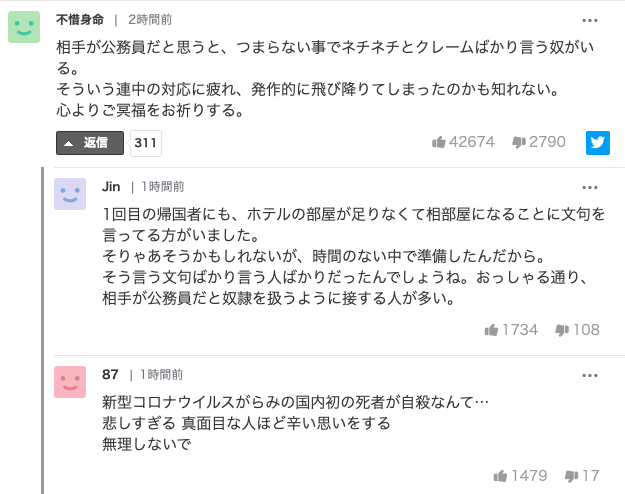 不惜身命 | 2時間前
相手が公務員だと思うと、つまらない事でネチネチとクレームばかり言う奴がい
る。
そういう連中の対応に疲れ、発作的に飛び降りてしまったのかも知れない。
心よりご冥福をお祈りする。
返信 311 42674 2790
Jin | 1時間前
1回目の帰国者にも、ホテルの部屋が足りなくて相部屋になることに文句を
言ってる方がいました。
そりゃあそうかもしれないが、時間のない中で準備したんだから。
そう言う文句ばかり言う人ばかりだったんでしょうね。おっしゃる通り、
相手が公務員だと奴隷を扱うように接する人が多い。
1734 108
87 | 1時間前
新型コロナウイルスがらみの国内初の死者が自殺なんて…
悲しすぎる 真面目な人ほど辛い思いをする
無理しないで
1479 17